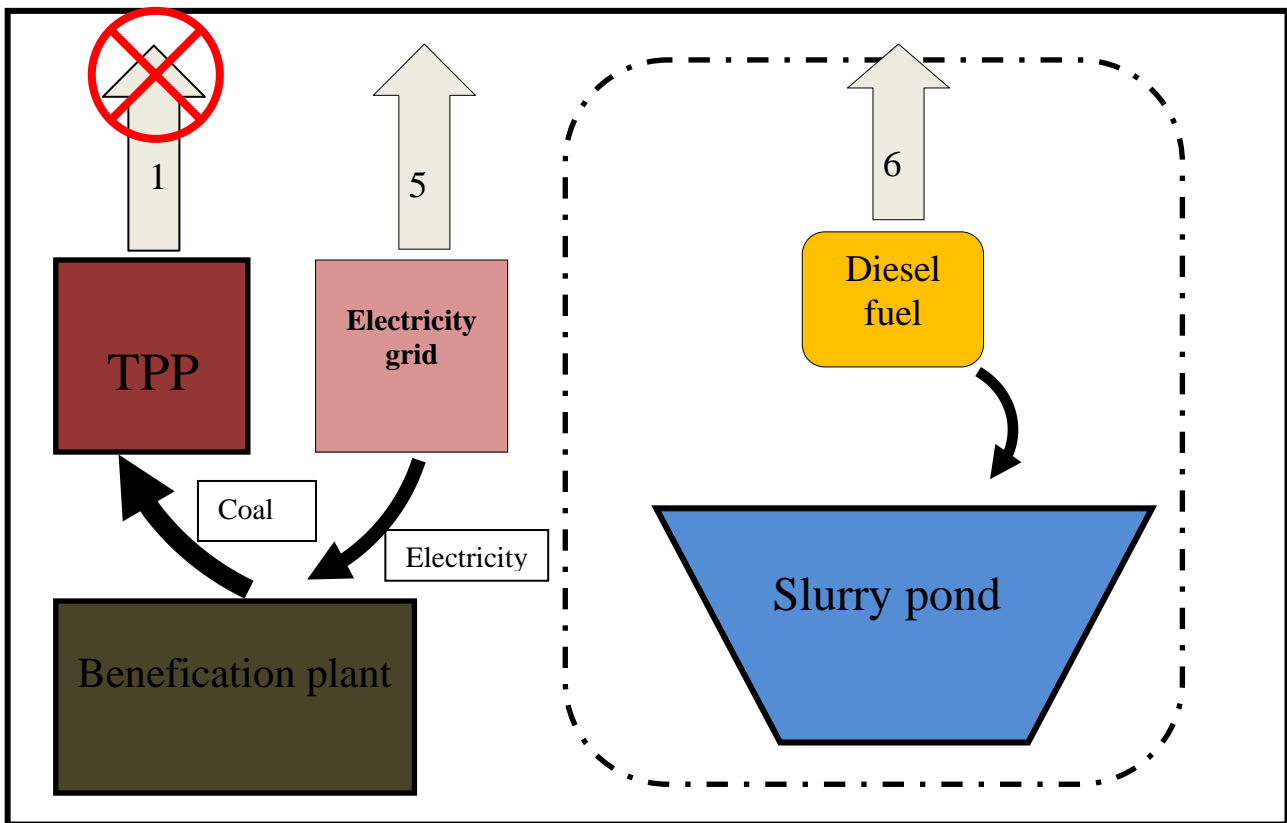 1
5
6
TPP
Electricity
grid
Diesel
fuel
Coal
Electricity
Benefication plant
Slurry pond